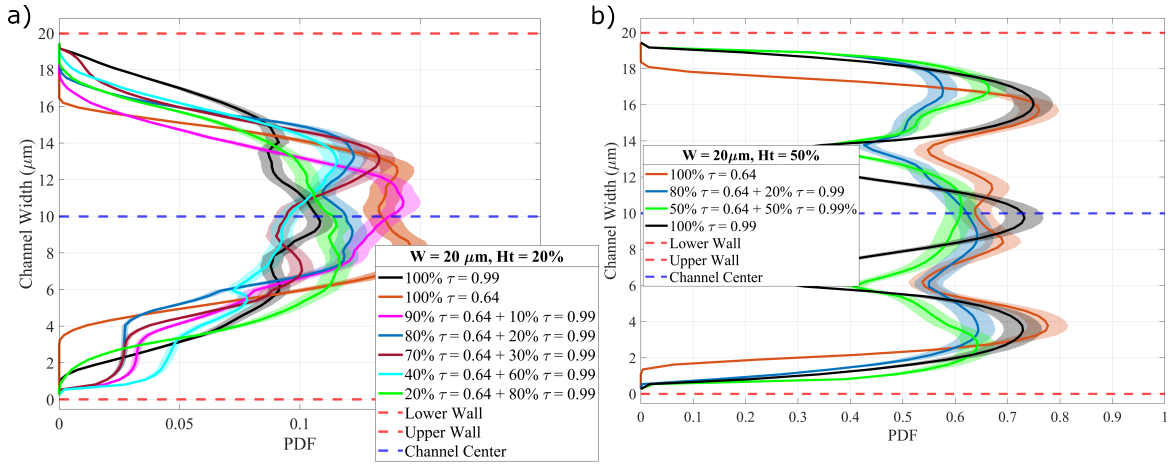 a)
b)
20
18
16
14
12
10
8
6
4
2
0
Channel Width (μm)
0
0.05
0.1
PDF
W = 20 μm, Ht = 20%
100% τ = 0.99
100% τ = 0.64
90% τ = 0.64 + 10% τ = 0.99
80% τ = 0.64 + 20% τ = 0.99
70% τ = 0.64 + 30% τ = 0.99
40% τ = 0.64 + 60% τ = 0.99
20% τ = 0.64 + 80% τ = 0.99
Lower Wall
Upper Wall
Channel Center
20
18
16
14
12
10
8
6
4
2
0
Channel Width (μm)
0
0.1
0.2
0.3
0.4
0.5
0.6
0.7
0.8
0.9
1
PDF
W = 20μm, Ht = 50%
100% τ = 0.64
80% τ = 0.64 + 20% τ = 0.99
50% τ = 0.64 + 50% τ = 0.99%
100% τ = 0.99
Lower Wall
Upper Wall
Channel Center